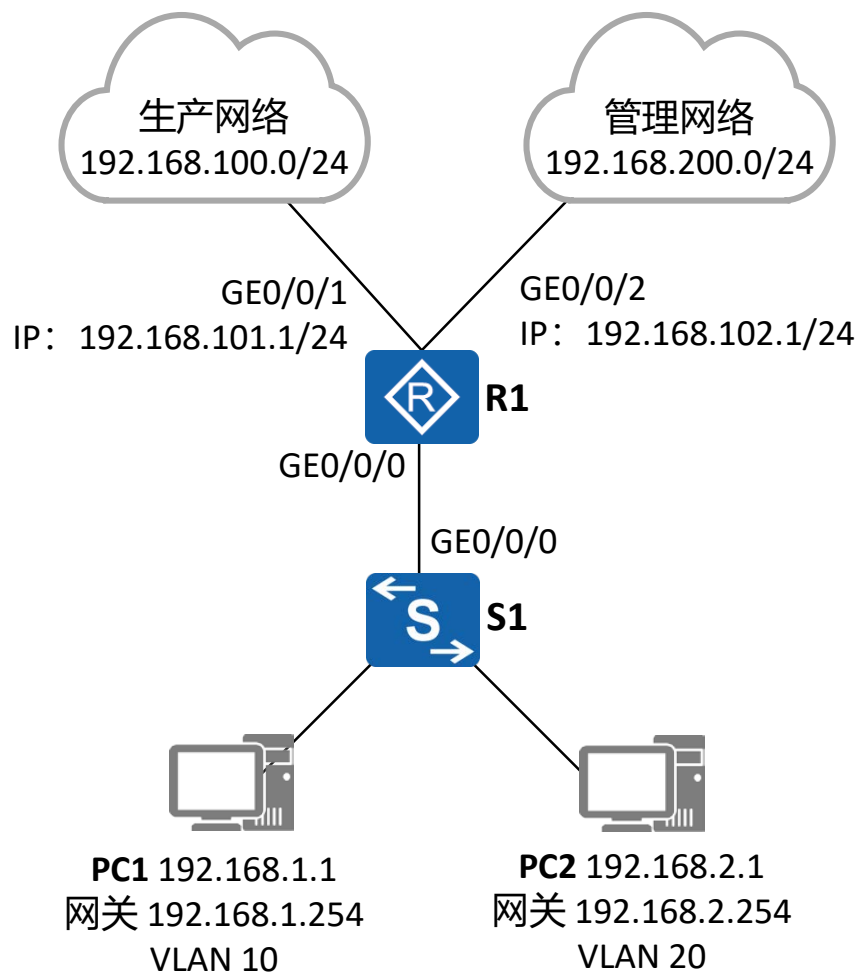 生产网络
192.168.100.0/24
管理网络
192.168.200.0/24
GE0/0/1
IP： 192.168.101.1/24
GE0/0/2
IP： 192.168.102.1/24
R
R1
GE0/0/0
GE0/0/0
S
S1
PC1 192.168.1.1
网关 192.168.1.254
VLAN 10
PC2 192.168.2.1
网关 192.168.2.254
VLAN 20